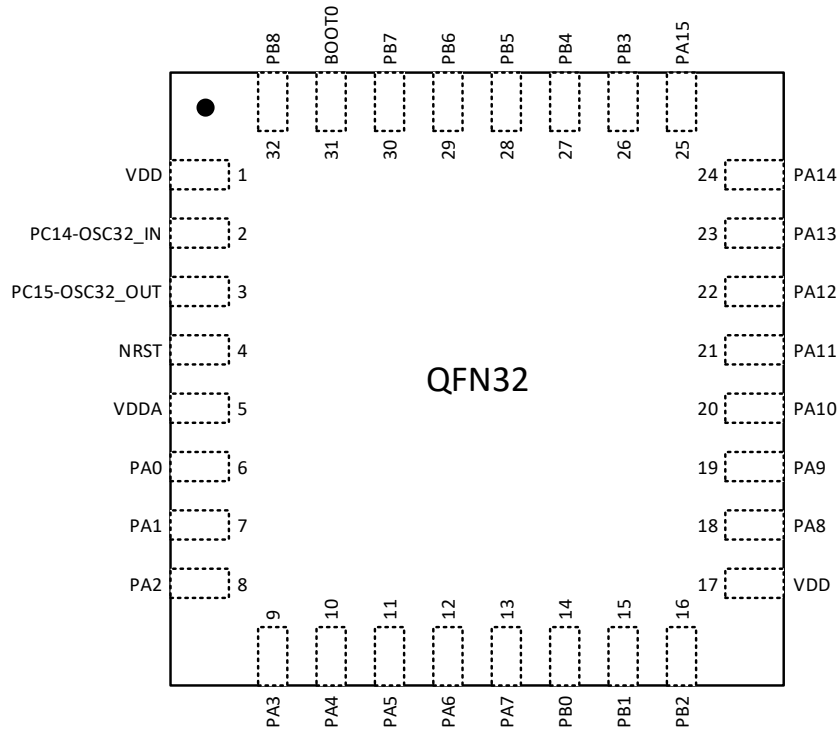 PB8 BOOT0 PB7 PB6 PB5 PB4 PB3 PA15
32 31 30 29 28 27 26 25
VDD 1 24 PA14
PC14-OSC32_IN 2 23 PA13
PC15-OSC32_OUT 3 22 PA12
NRST 4 21 PA11
QFN32
VDDA 5 20 PA10
PA0 6 19 PA9
PA1 7 18 PA8
PA2 8 17 VDD
9 10 11 12 13 14 15 16
PA3 PA4 PA5 PA6 PA7 PB0 PB1 PB2